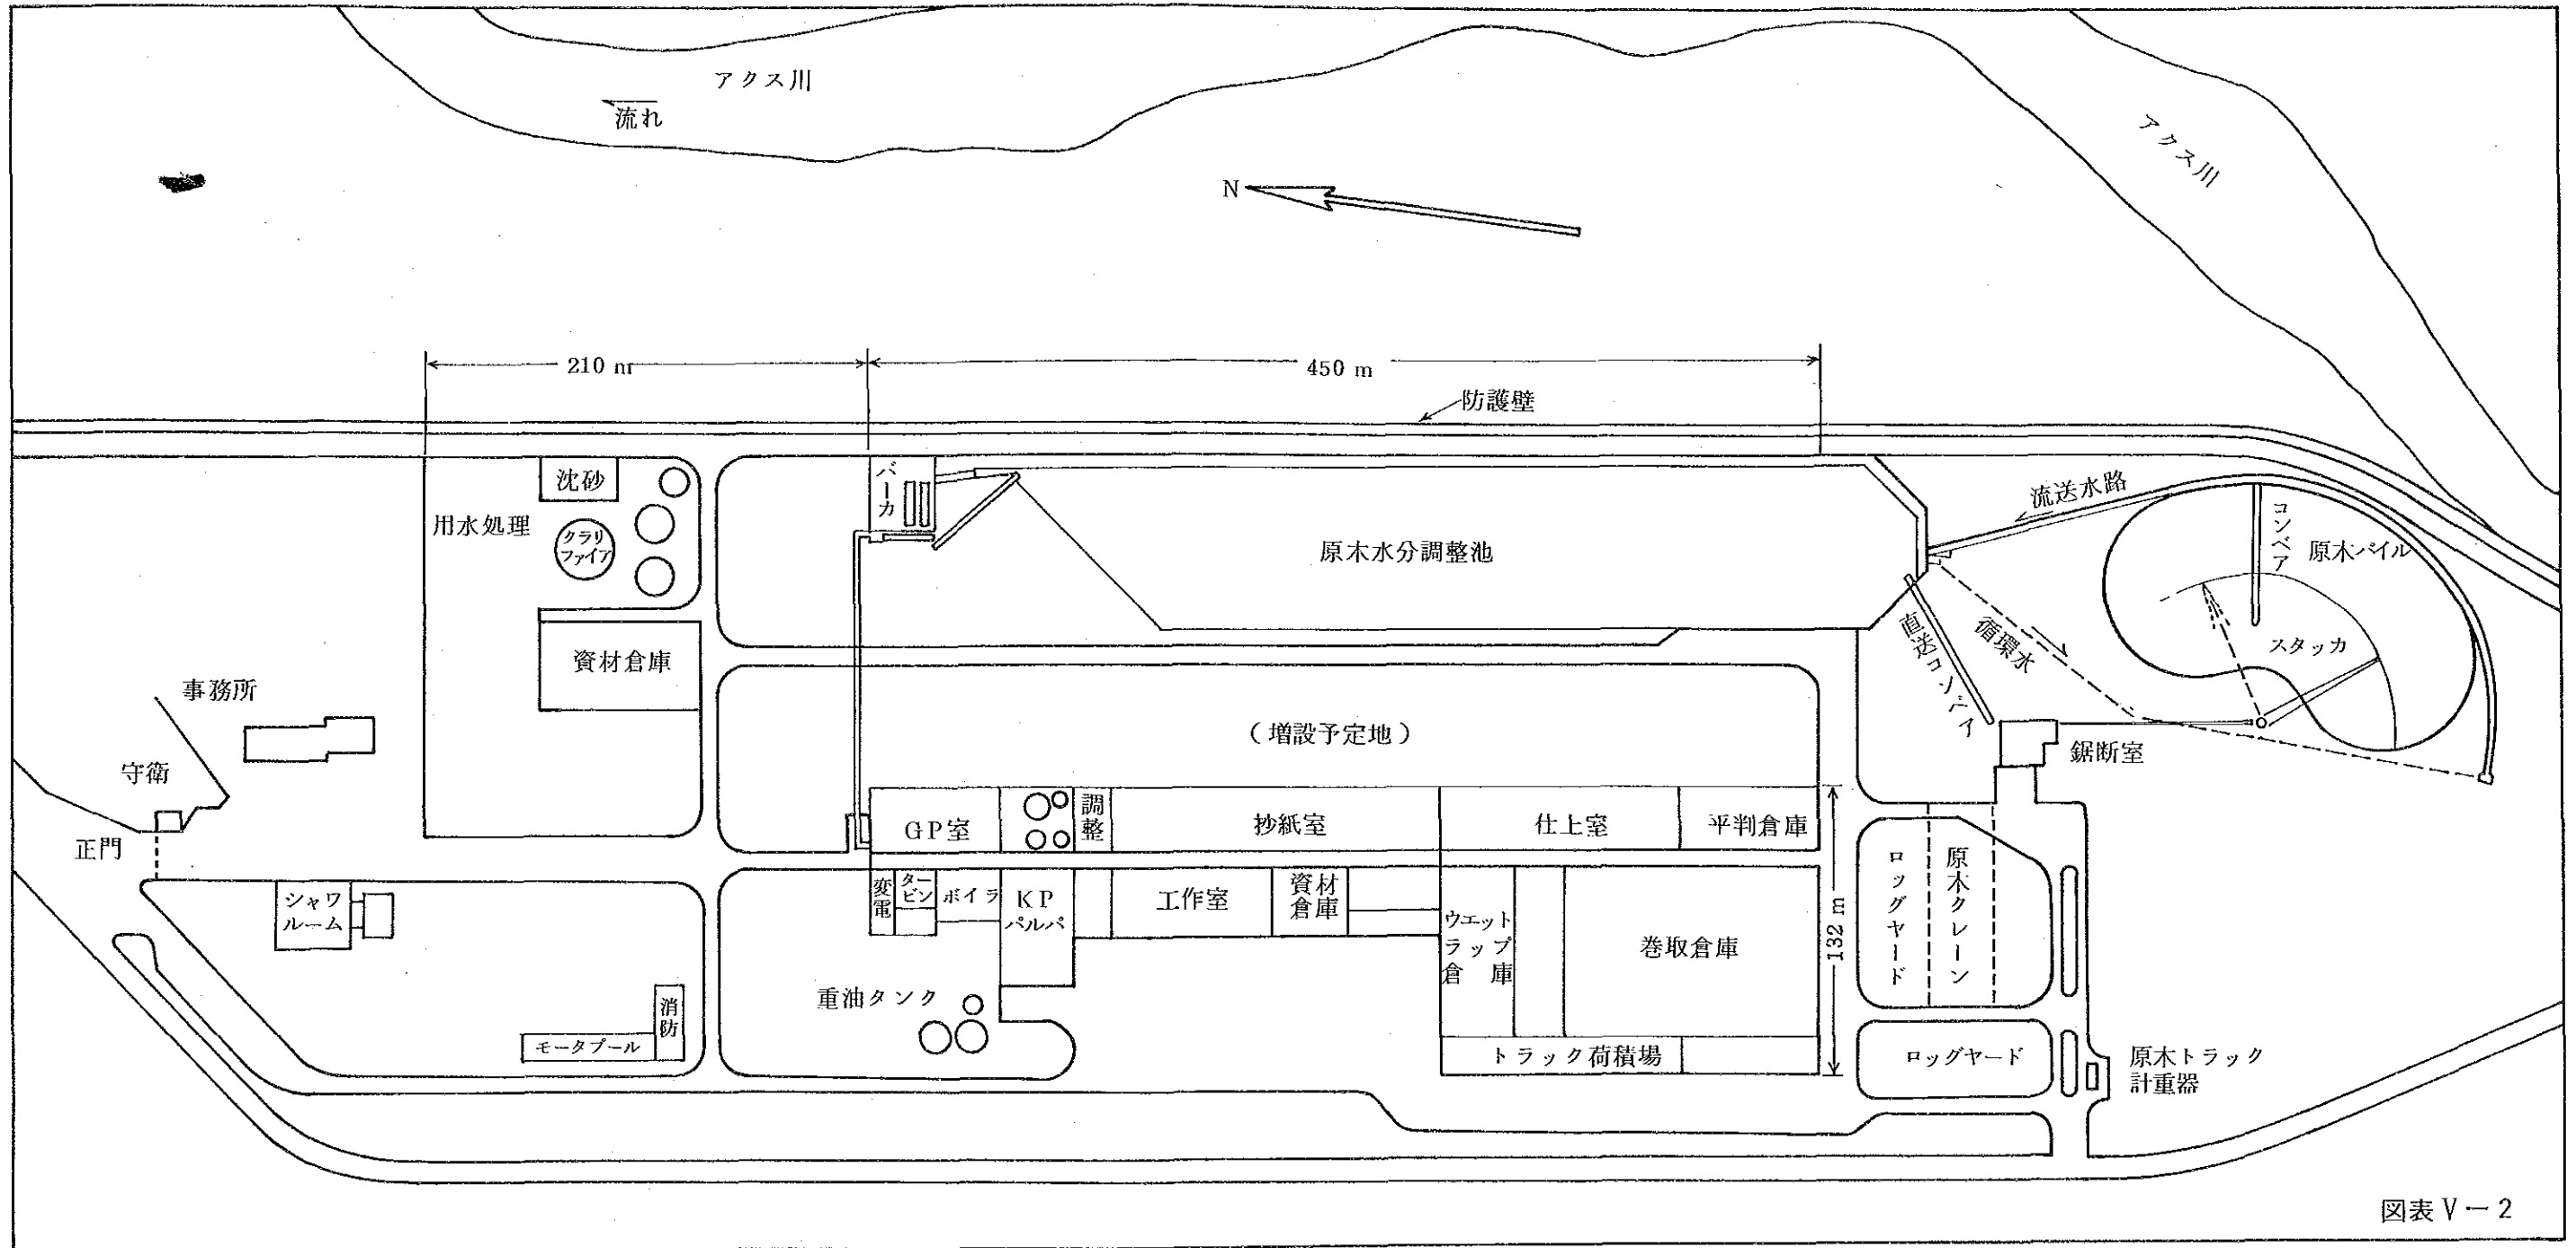 アクス川
流れ
アクス川
N
210 m
450 m
防護壁
沈砂
用水処理
クラリ
ファイア
バーカ
原木水分調整池
流送水路
コンベア
原木パイル
スタッカ
循環水
直送コンベア
資材倉庫
事務所
守衛
正門
(増設予定地)
鋸断室
GP室
調整
抄紙室
仕上室
平判倉庫
シャワ
ルーム
変電
ター
ビン
ボイラ
KP
パルパ
工作室
資材
倉庫
ウエット
ラップ
倉庫
巻取倉庫
132 m
ロッグヤード
原木クレーン
重油タンク
消防
モータプール
トラック荷積場
ロッグヤード
原木トラック
計重器
図表V-2